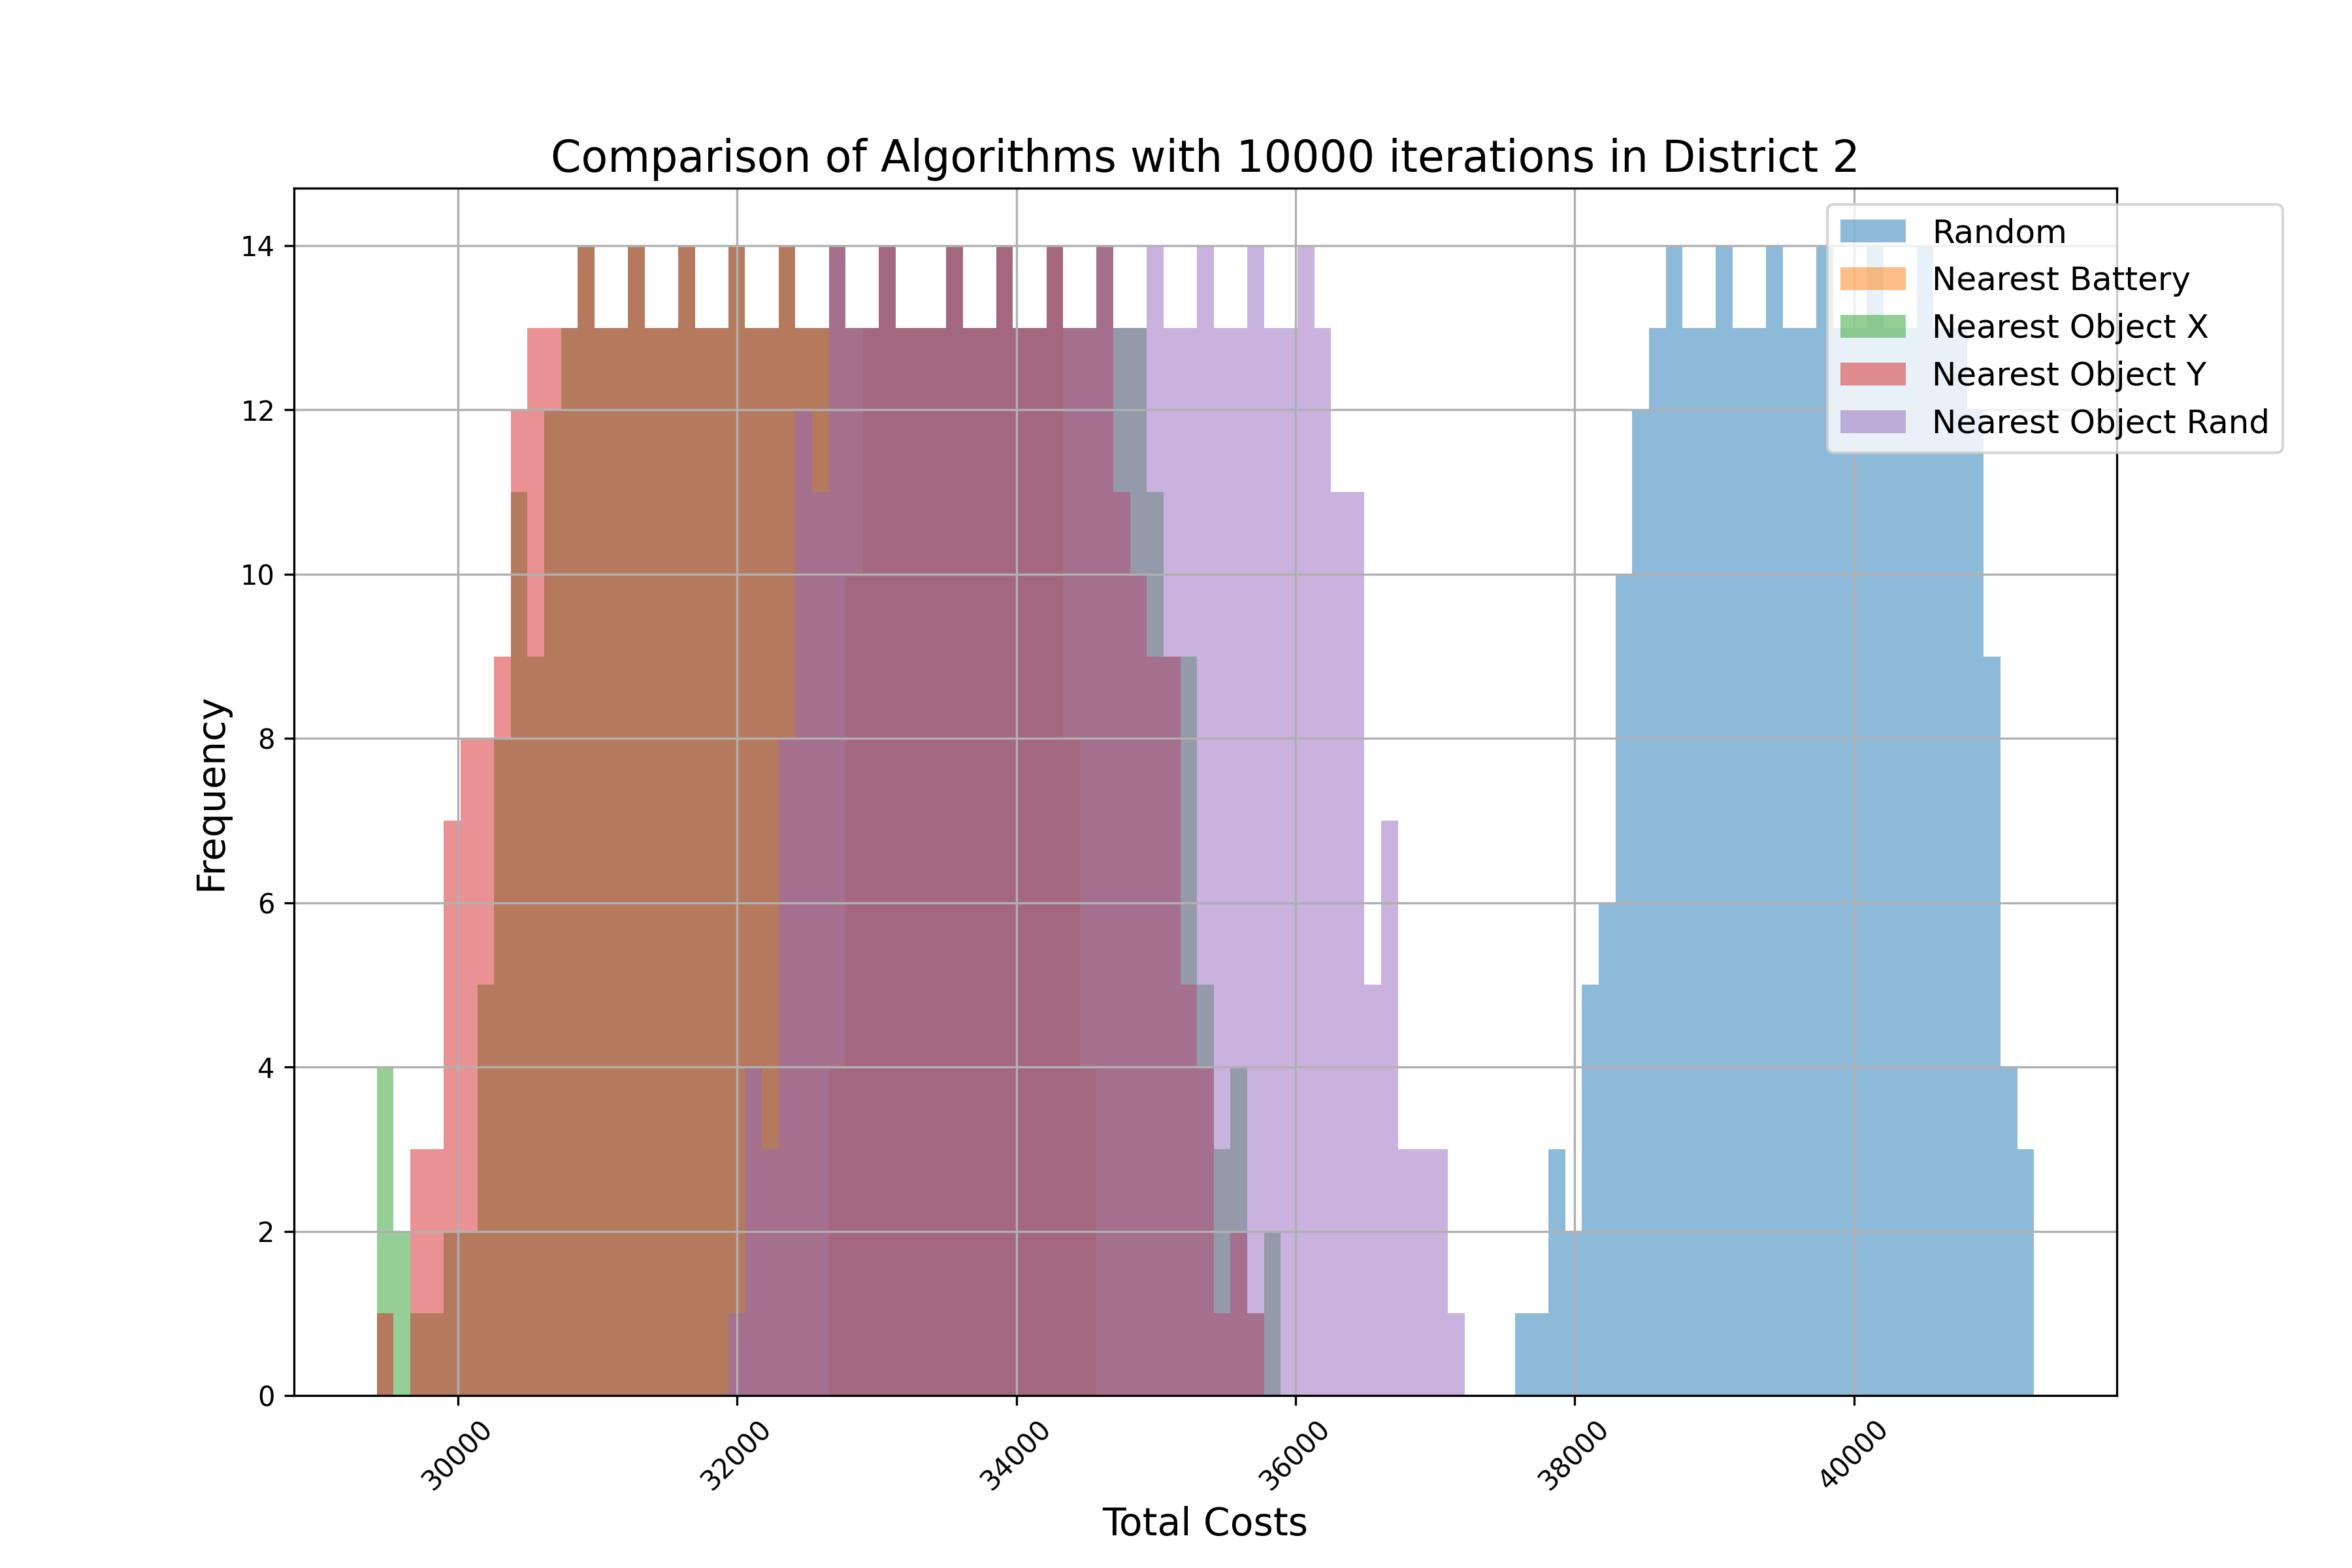 Comparison of Algorithms with 10000 iterations in District 2
Random
Nearest Battery
Nearest Object X
Nearest Object Y
Nearest Object Rand
14
12
10
8
6
4
2
0
Frequency
30000
32000
34000
36000
38000
40000
Total Costs